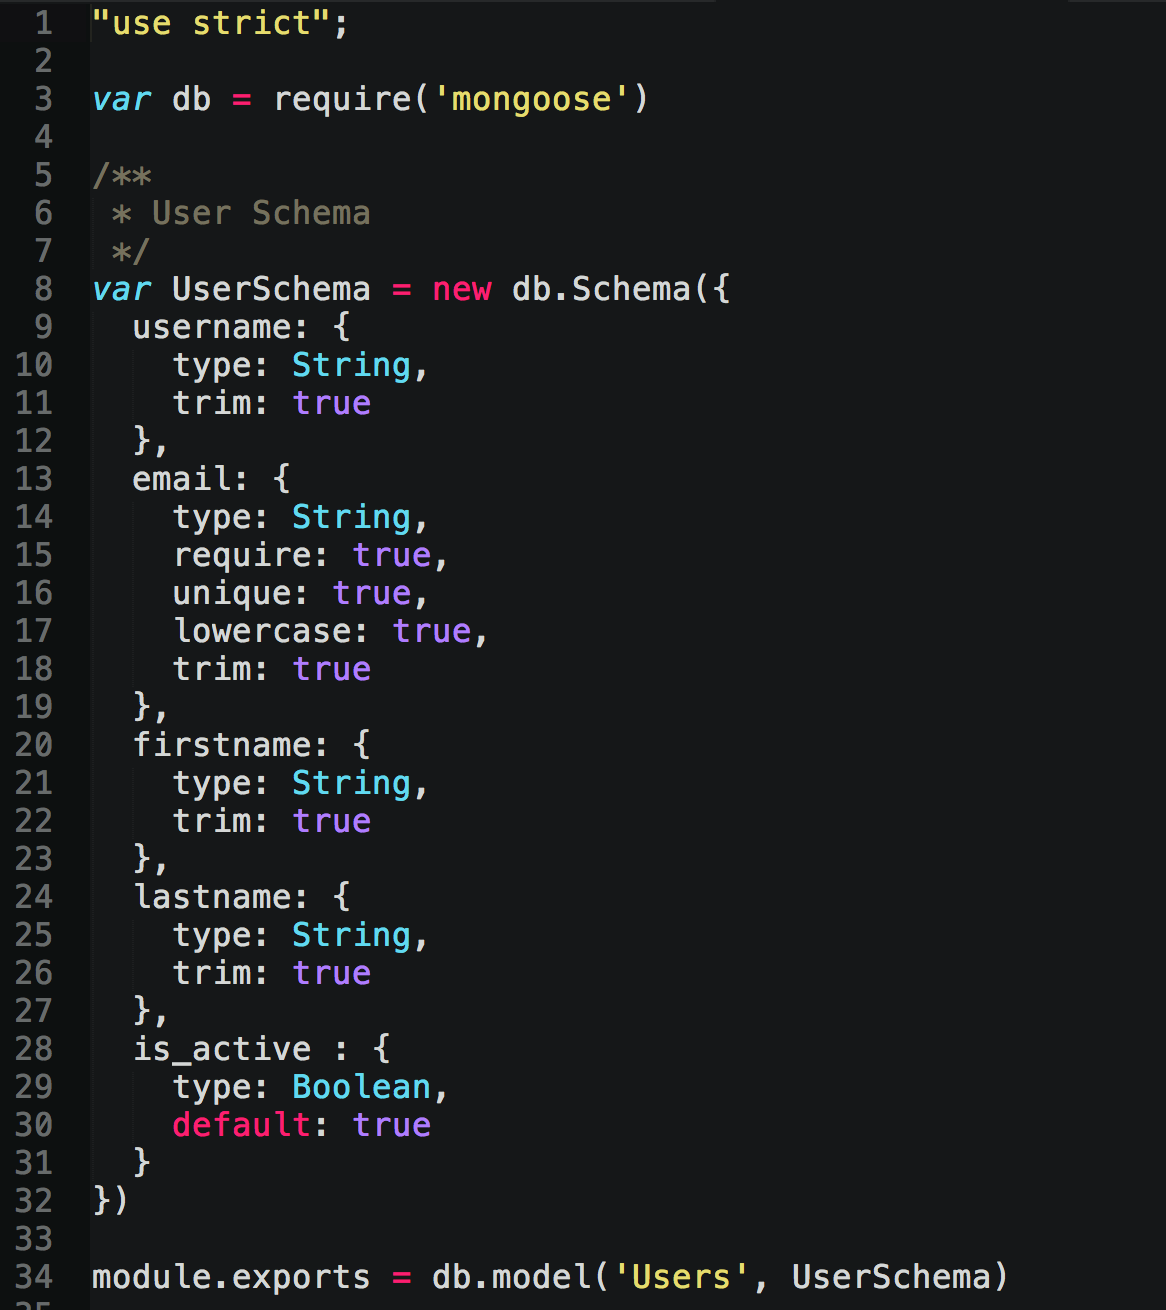 1 "use strict";
2
3 var db = require('mongoose')
4
5 /**
6  * User Schema
7  */
8 var UserSchema = new db.Schema({
9   username: {
10     type: String,
11     trim: true
12   },
13   email: {
14     type: String,
15     require: true,
16     unique: true,
17     lowercase: true,
18     trim: true
19   },
20   firstname: {
21     type: String,
22     trim: true
23   },
24   lastname: {
25     type: String,
26     trim: true
27   },
28   is_active : {
29     type: Boolean,
30     default: true
31   }
32 })
33
34 module.exports = db.model('Users', UserSchema)